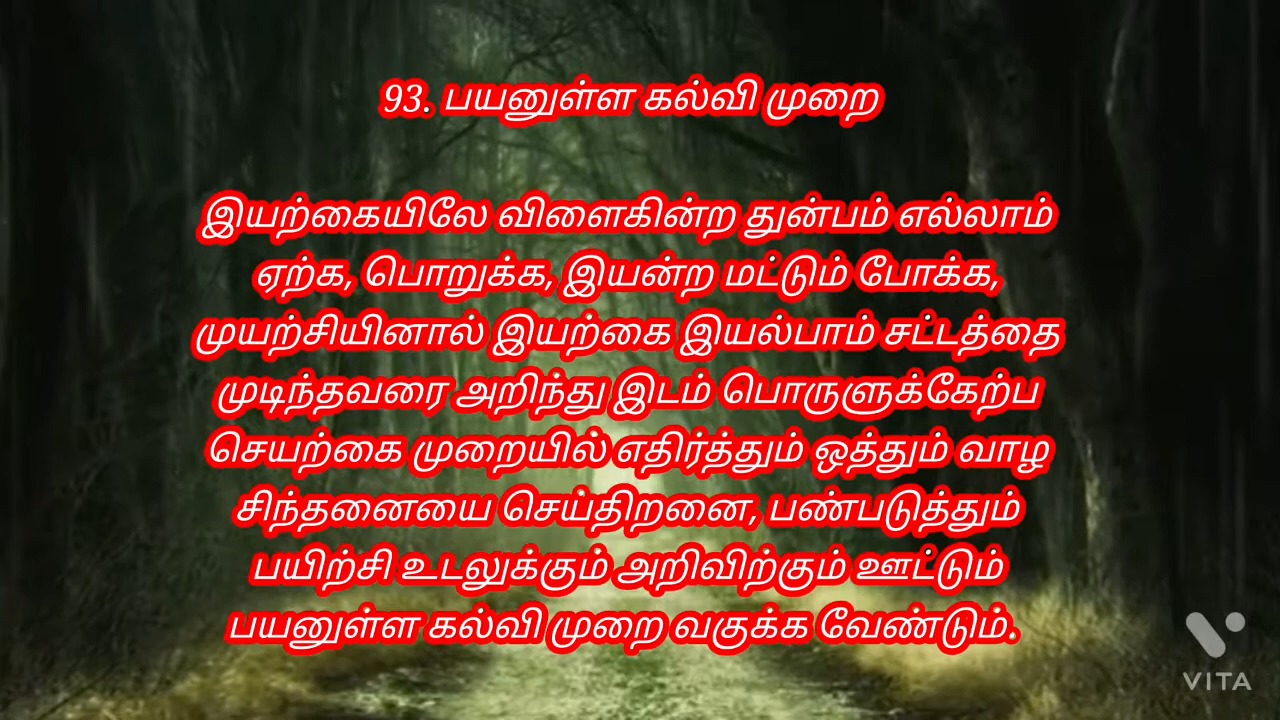 93. பயனுள்ள கல்வி முறை
இயற்கையிலே விளைகின்ற துன்பம் எல்லாம்
ஏற்க, பொறுக்க, இயன்ற மட்டும் போக்க,
முயற்சியினால் இயற்கை இயல்பாம் சட்டத்தை
முடிந்தவரை அறிந்து இடம் பொருளுக்கேற்ப
செயற்கை முறையில் எதிர்த்தும் ஒத்தும் வாழ
சிந்தனையை செய்திறனை, பண்படுத்தும்
பயிற்சி உடலுக்கும் அறிவிற்கும் ஊட்டும்
பயனுள்ள கல்வி முறை வகுக்க வேண்டும்.
VITA